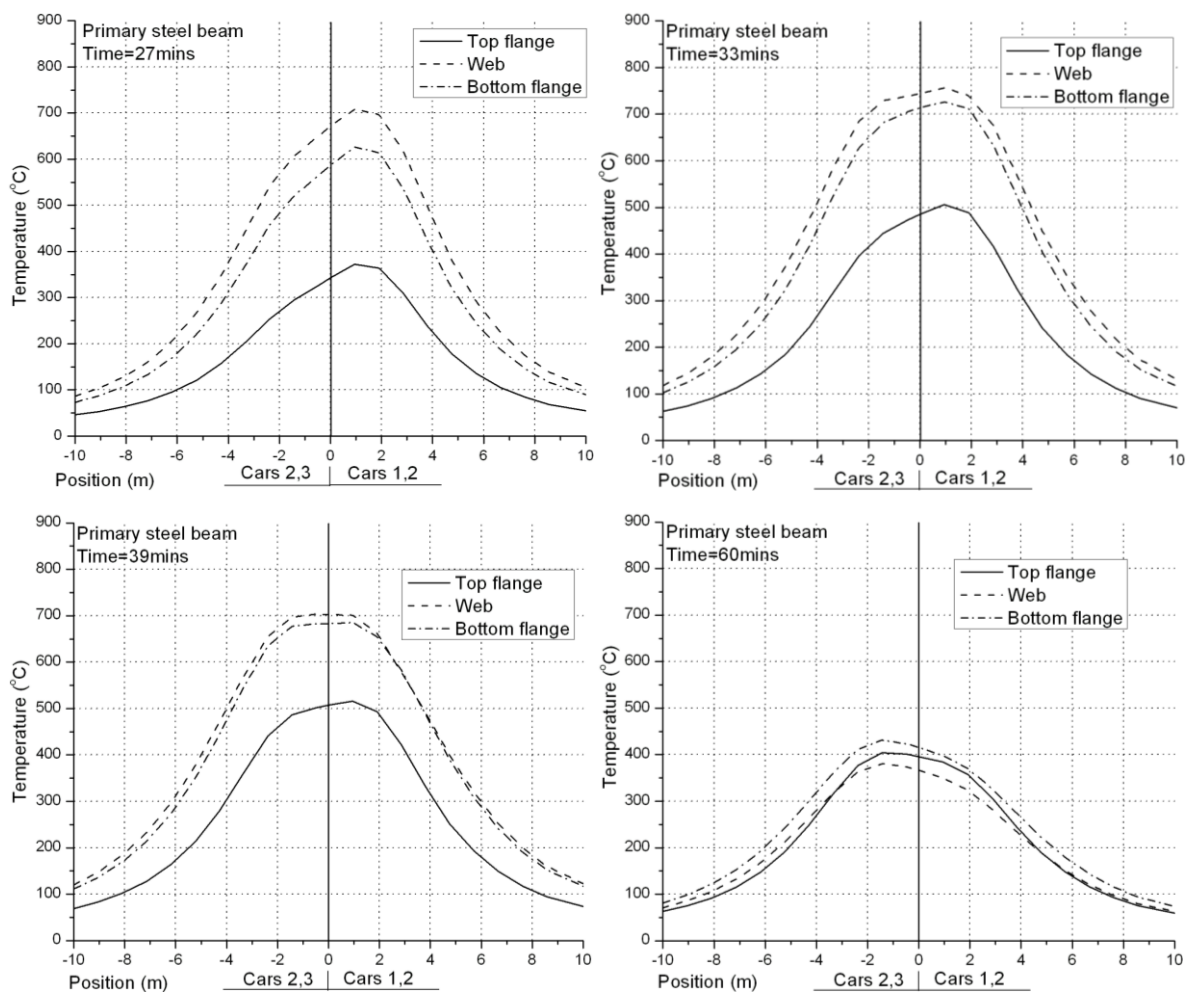 Primary steel beam
Time=27mins
Top flange
Web
Bottom flange
900
800
700
600
500
400
300
200
100
0
Temperature (°C)
-10 -8 -6 -4 -2 0 2 4 6 8 10
Position (m)
Cars 2,3 Cars 1,2
Primary steel beam
Time=33mins
Top flange
Web
Bottom flange
900
800
700
600
500
400
300
200
100
0
Temperature (°C)
-10 -8 -6 -4 -2 0 2 4 6 8 10
Position (m)
Cars 2,3 Cars 1,2
Primary steel beam
Time=39mins
Top flange
Web
Bottom flange
900
800
700
600
500
400
300
200
100
0
Temperature (°C)
-10 -8 -6 -4 -2 0 2 4 6 8 10
Position (m)
Cars 2,3 Cars 1,2
Primary steel beam
Time=60mins
Top flange
Web
Bottom flange
900
800
700
600
500
400
300
200
100
0
Temperature (°C)
-10 -8 -6 -4 -2 0 2 4 6 8 10
Position (m)
Cars 2,3 Cars 1,2